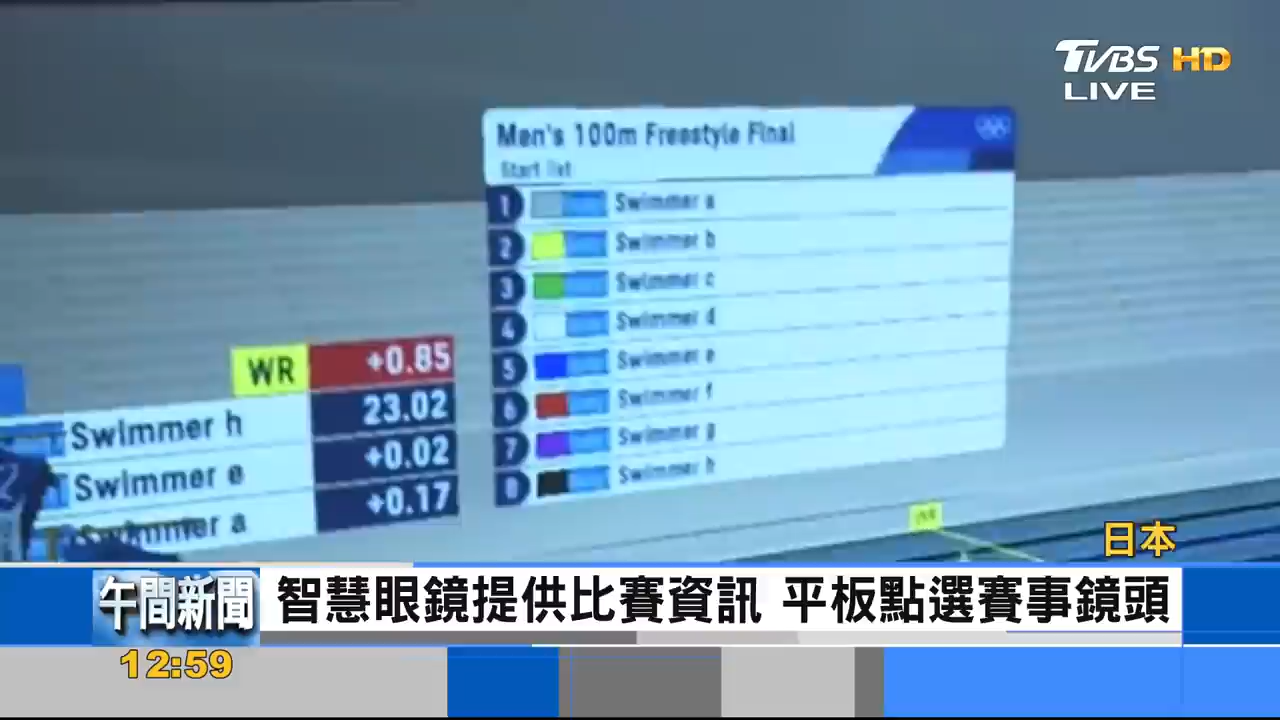 TVBS HD
LIVE
Men's 100m Freestyle Final
Start list
1 Swimmer a
2 Swimmer b
3 Swimmer c
4 Swimmer d
5 Swimmer e
6 Swimmer f
7 Swimmer g
8 Swimmer h
WR +0.85
Swimmer h 23.02
Swimmer e +0.02
Swimmer a +0.17
WR
日本
午間新聞 智慧眼鏡提供比賽資訊 平板點選賽事鏡頭
12:59